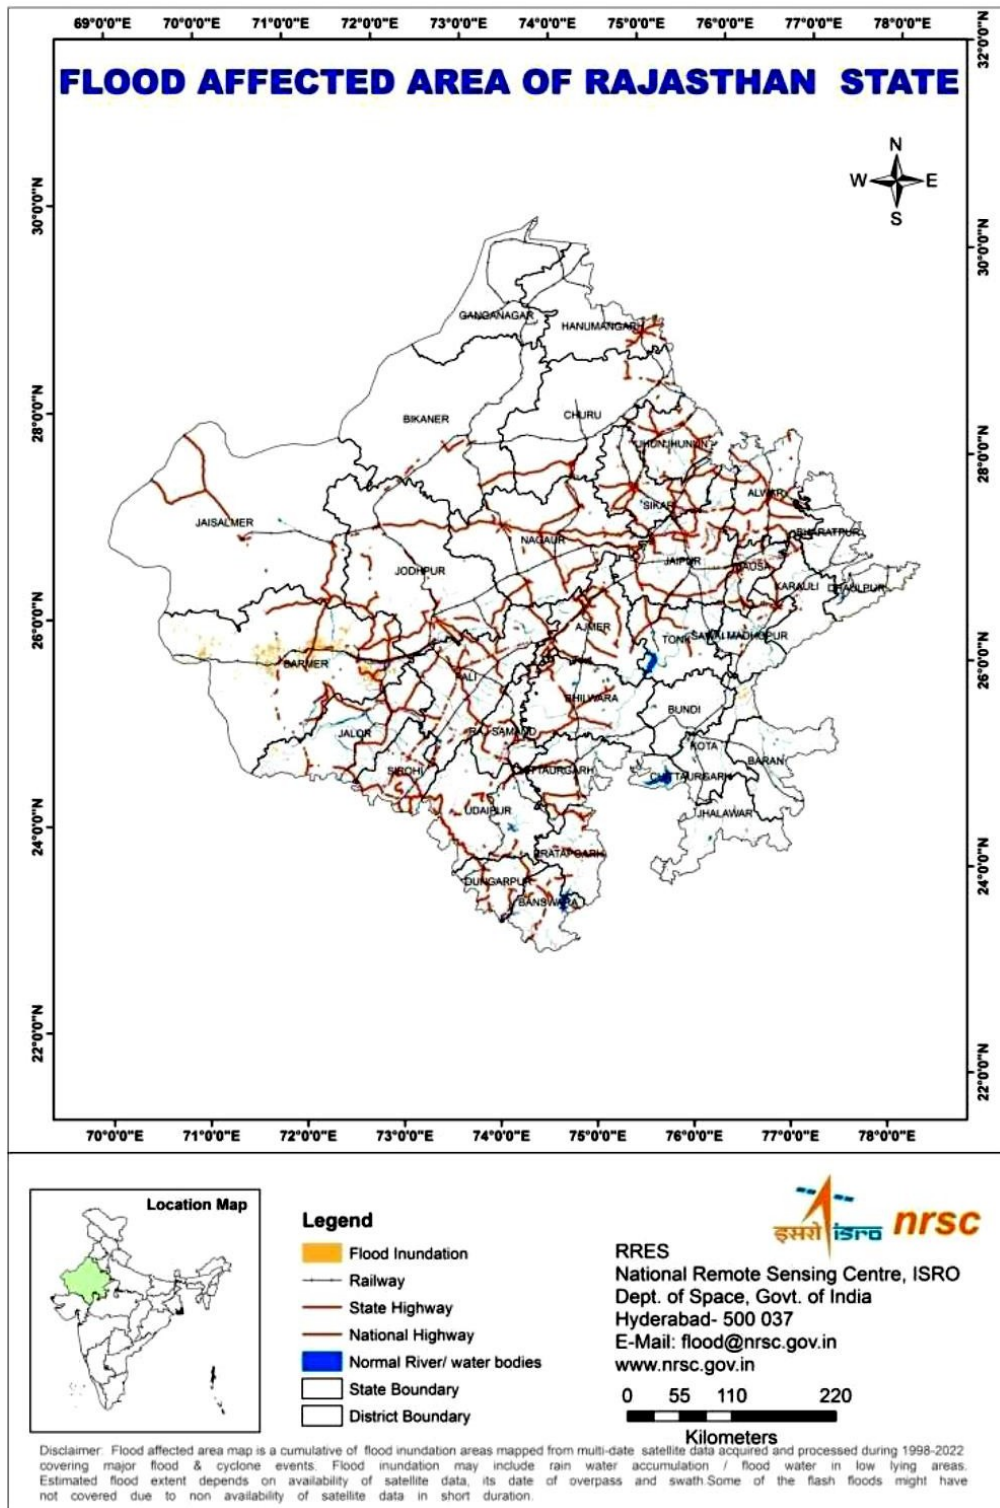 69°0'0"E 70°0'0"E 71°0'0"E 72°0'0"E 73°0'0"E 74°0'0"E 75°0'0"E 76°0'0"E 77°0'0"E 78°0'0"E
32°0'0"N
FLOOD AFFECTED AREA OF RAJASTHAN STATE
N
W E
S
30°0'0"N
30°0'0"N
GANGANAGAR
HANUMANGARH
28°0'0"N
BIKANER
CHURU
JHUNJHUNUN
28°0'0"N
ALWAR
SIKAR
JAISALMER
BHARATPUR
NAGAUR
JAIPUR
DAUSA
JODHPUR
KARAULI
DHAULPUR
26°0'0"N
AJMER
TONK
SAWAI MADHOPUR
BARMER
26°0'0"N
PALI
BHILWARA
BUNDI
JALOR
RAJSAMAND
KOTA
BARAN
SIROHI
CHITTAURGARH
CHITTAURGARH
UDAIPUR
JHALAWAR
24°0'0"N
PRATAPGARH
24°0'0"N
DUNGARPUR
BANSWARA
22°0'0"N
22°0'0"N
70°0'0"E 71°0'0"E 72°0'0"E 73°0'0"E 74°0'0"E 75°0'0"E 76°0'0"E 77°0'0"E 78°0'0"E
Location Map
Legend
Flood Inundation
Railway
State Highway
National Highway
Normal River/ water bodies
State Boundary
District Boundary
इसरो isro nrsc
RRES
National Remote Sensing Centre, ISRO
Dept. of Space, Govt. of India
Hyderabad- 500 037
E-Mail: flood@nrsc.gov.in
www.nrsc.gov.in
0 55 110 220
Kilometers
Disclaimer: Flood affected area map is a cumulative of flood inundation areas mapped from multi-date satellite data acquired and processed during 1998-2022
covering major flood & cyclone events. Flood inundation may include rain water accumulation / flood water in low lying areas.
Estimated flood extent depends on availability of satellite data, its date of overpass and swath.Some of the flash floods might have
not covered due to non availability of satellite data in short duration.